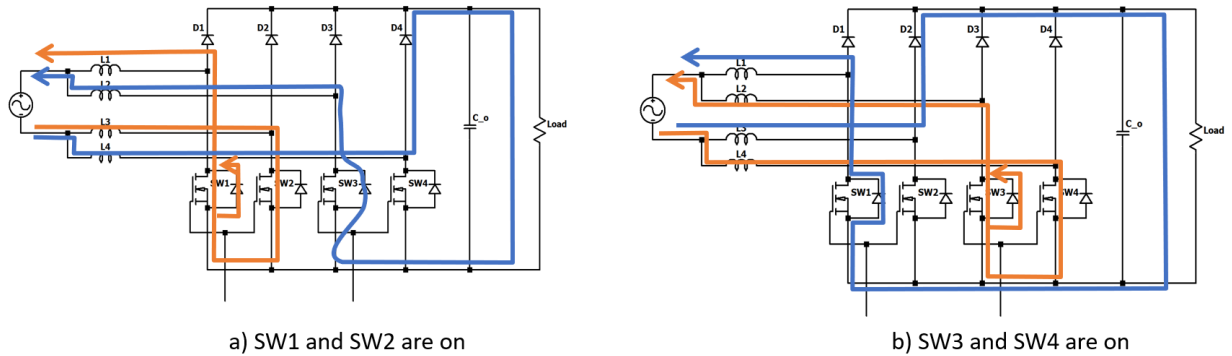 D1 D2 D3 D4
L1
L2
L3
L4
C_o
Load
SW1 SW2 SW3 SW4
a) SW1 and SW2 are on
D1 D2 D3 D4
L1
L2
L3
L4
C_o
Load
SW1 SW2 SW3 SW4
b) SW3 and SW4 are on